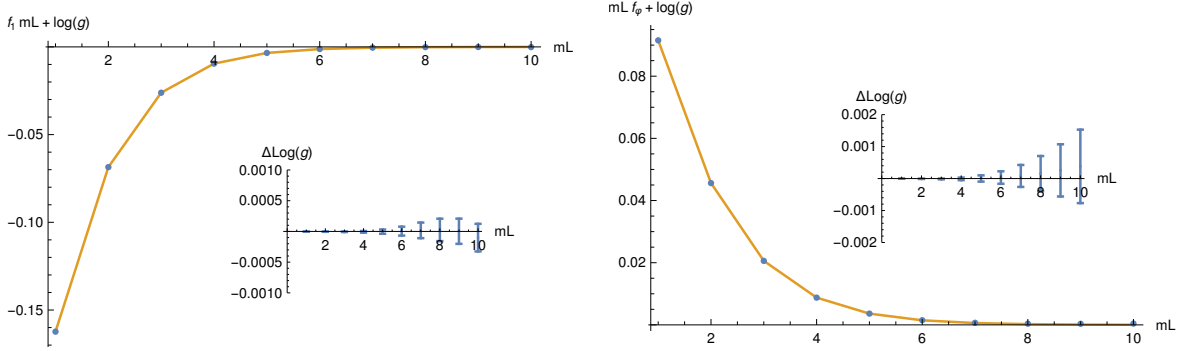 f₁ mL + log(g)
mL
2 4 6 8 10
−0.05
−0.10
−0.15
ΔLog(g)
0.0010
0.0005
−0.0005
−0.0010
2 4 6 8 10
mL
mL fφ + log(g)
0.08
0.06
0.04
0.02
2 4 6 8 10
mL
ΔLog(g)
0.002
0.001
−0.001
−0.002
2 4 6 8 10
mL